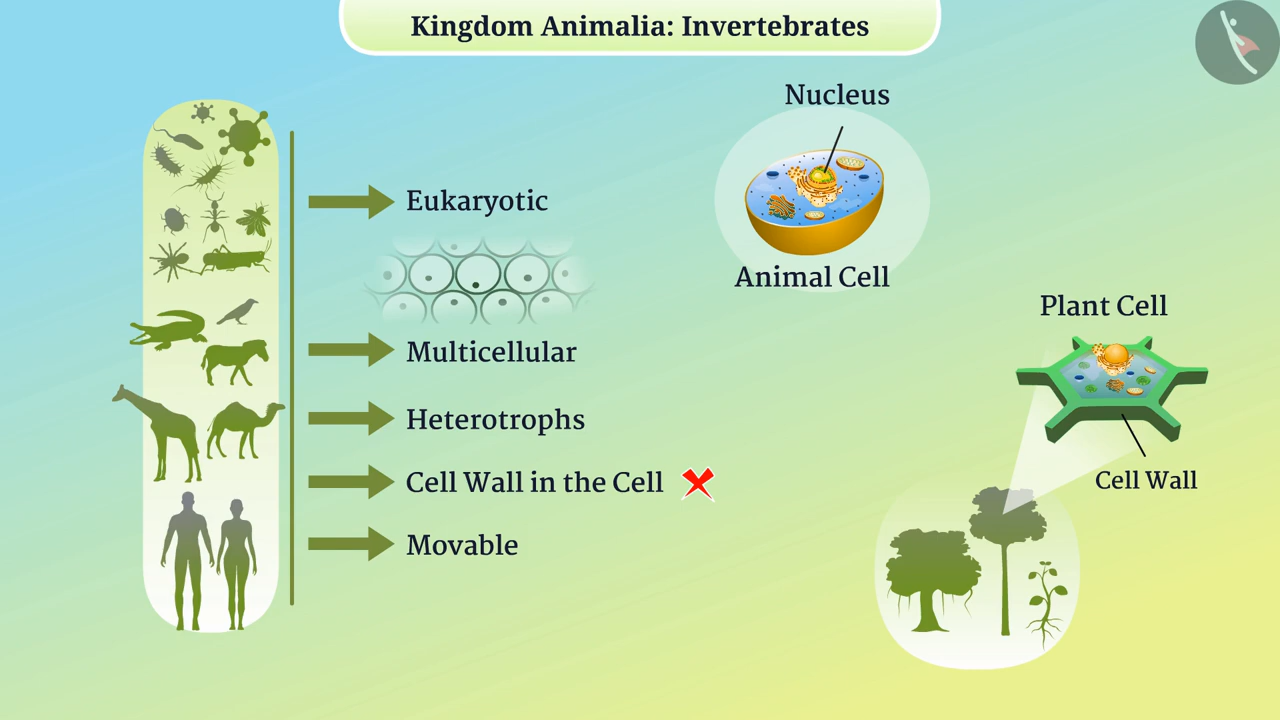 Kingdom Animalia: Invertebrates
Nucleus
Animal Cell
Eukaryotic
Multicellular
Heterotrophs
Cell Wall in the Cell
Movable
Plant Cell
Cell Wall